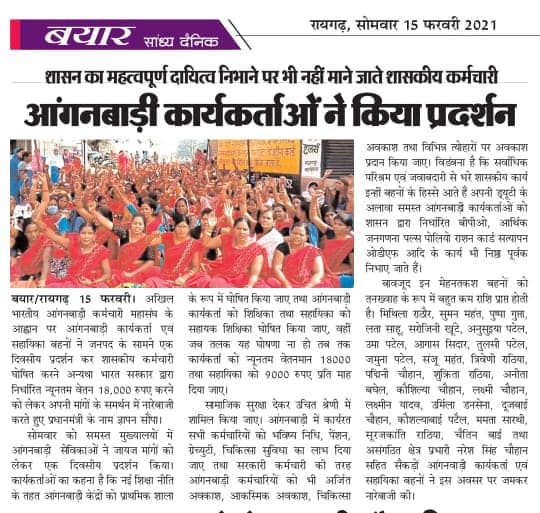 बयार सांध्य दैनिक
रायगढ़, सोमवार 15 फरवरी 2021
शासन का महत्वपूर्ण दायित्व निभाने पर भी नहीं माने जाते शासकीय कर्मचारी
आंगनबाड़ी कार्यकर्ताओं ने किया प्रदर्शन
बयार/रायगढ़ 15 फरवरी। अखिल
भारतीय आंगनबाड़ी कर्मचारी महासंघ के
आह्वान पर आंगनबाड़ी कार्यकर्ता एवं
सहायिका बहनों ने जनपद के सामने एक
दिवसीय प्रदर्शन कर शासकीय कर्मचारी
घोषित करने अन्यथा भारत सरकार द्वारा
निर्धारित न्यूनतम वेतन 18,000 रुपए करने
को लेकर अपनी मांगों के समर्थन में नारेबाजी
करते हुए प्रधानमंत्री के नाम ज्ञापन सौंपा।
सोमवार को समस्त मुख्यालयों में
आंगनबाड़ी सेविकाओं ने जायज मांगों को
लेकर एक दिवसीय प्रदर्शन किया।
कार्यकर्ताओं का कहना है कि नई शिक्षा नीति
के तहत आंगनबाड़ी केंद्रों को प्राथमिक शाला
के रूप में घोषित किया जाए तथा आंगनबाड़ी
कार्यकर्ता को शिक्षिका तथा सहायिका को
सहायक शिक्षिका घोषित किया जाए, वहीं
जब तलक यह घोषणा ना हो तब तक
कार्यकर्ता को न्यूनतम वेतनमान 18000
तथा सहायिका को 9000 रुपए प्रति माह
दिया जाए।
सामाजिक सुरक्षा देकर उचित श्रेणी में
शामिल किया जाए। आंगनबाड़ी में कार्यरत
सभी कर्मचारियों को भविष्य निधि, पेंशन,
ग्रेच्युटी, चिकित्सा सुविधा का लाभ दिया
जाए तथा सरकारी कर्मचारी की तरह
आंगनबाड़ी कर्मचारियों को भी अर्जित
अवकाश, आकस्मिक अवकाश, चिकित्सा
अवकाश तथा विभिन्न त्योहारों पर अवकाश
प्रदान किया जाए। विडंबना है कि सर्वाधिक
परिश्रम एवं जवाबदारी से भरे शासकीय कार्य
इन्हीं बहनों के हिस्से आते हैं अपनी ड्यूटी के
अलावा समस्त आंगनबाड़ी कार्यकर्ताओं को
शासन द्वारा निर्धारित बीपीओ, आर्थिक
जनगणना पल्स पोलियो राशन कार्ड सत्यापन
ओडीएफ आदि के कार्य भी निष्ठ पूर्वक
निभाए जाते हैं।
बावजूद इन मेहनतकश बहनों को
तनख्वाह के रूप में बहुत कम राशि प्राप्त होती
है। मिथिला राठौर, सुमन महंत, पुष्पा गुप्ता,
लता साहू, सरोजिनी खूंटे, अनुसुइया पटेल,
उमा पटेल, आगास सिदार, तुलसी पटेल,
जमुना पटेल, संजू महंत, त्रिवेणी राठिया,
पद्मिनी चौहान, शुक्रिता राठिया, अनीता
बघेल, कौशिल्या चौहान, लक्ष्मी चौहान,
लक्ष्मीन यादव, उर्मिला डनसेना, दूजबाई
चौहान, कौशल्याबाई पटैल, ममता सारथी,
सूरजकांति राठिया, चैतिन बाई तथा
असंगठित क्षेत्र प्रभारी नरेश सिंह चौहान
सहित सैकड़ों आंगनवाडी कार्यकर्ता एवं
सहायिका बहनों ने इस अवसर पर जमकर
नारेबाजी की।